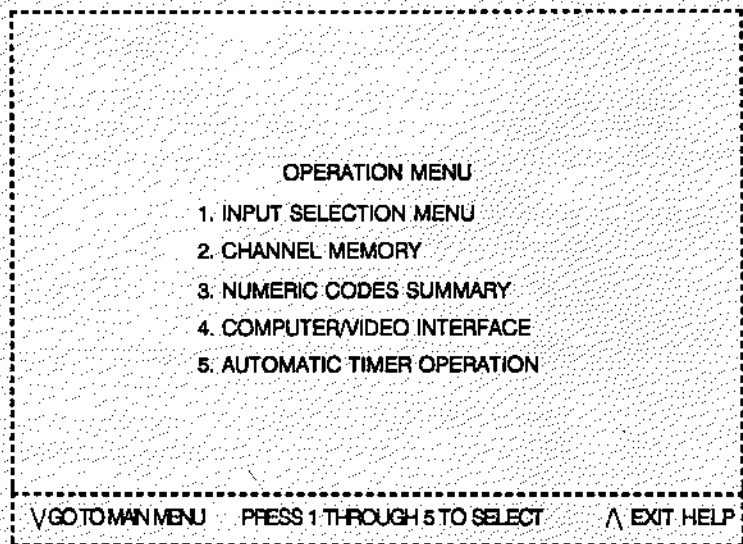 OPERATION MENU
1. INPUT SELECTION MENU
2. CHANNEL MEMORY
3. NUMERIC CODES SUMMARY
4. COMPUTER/VIDEO INTERFACE
5. AUTOMATIC TIMER OPERATION
\/ GO TO MAIN MENU PRESS 1 THROUGH 5 TO SELECT /\ EXIT HELP